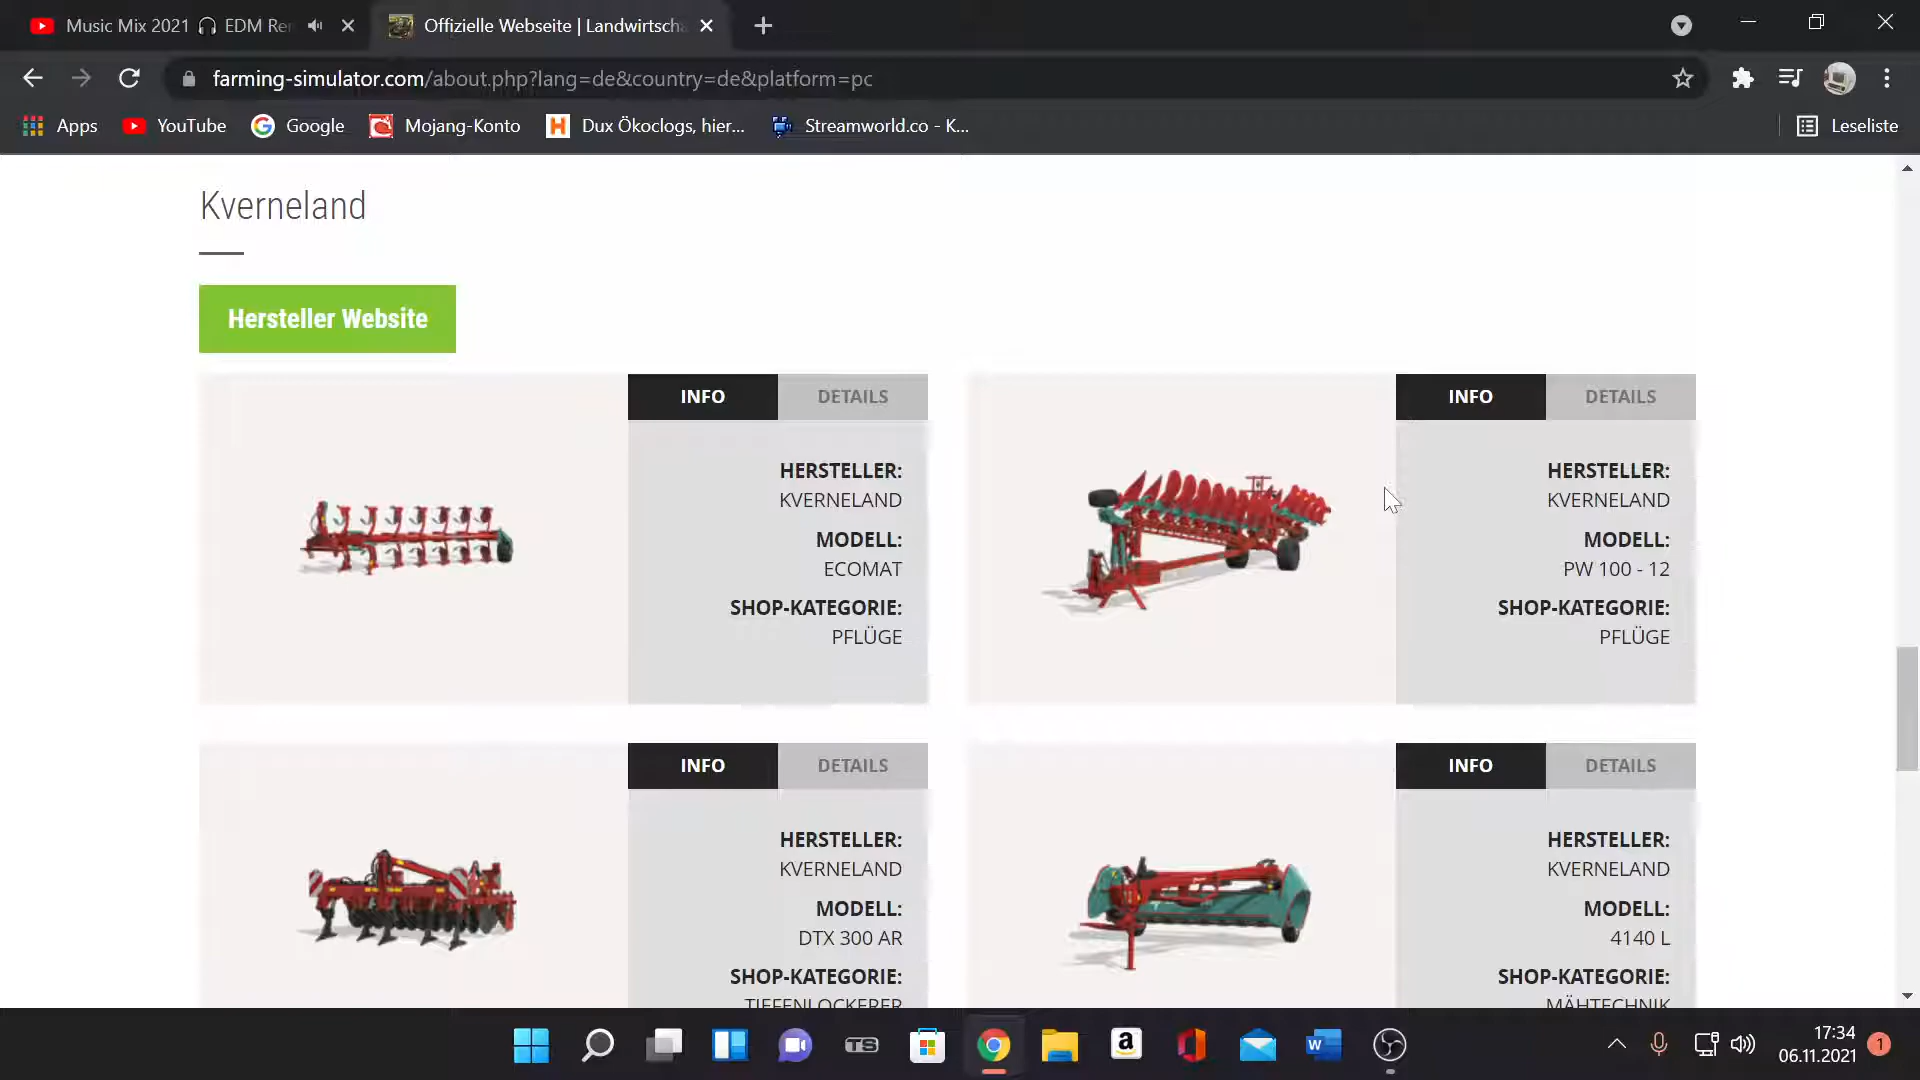 Music Mix 2021 🎧 EDM Re
Offizielle Webseite | Landwirtscha
farming-simulator.com/about.php?lang=de&country=de&platform=pc
Apps
YouTube
Google
Mojang-Konto
Dux Ökoclogs, hier...
Streamworld.co - K...
Leseliste
Kverneland
Hersteller Website
INFO DETAILS
HERSTELLER:
KVERNELAND
MODELL:
ECOMAT
SHOP-KATEGORIE:
PFLÜGE
INFO DETAILS
HERSTELLER:
KVERNELAND
MODELL:
PW 100 - 12
SHOP-KATEGORIE:
PFLÜGE
INFO DETAILS
HERSTELLER:
KVERNELAND
MODELL:
DTX 300 AR
SHOP-KATEGORIE:
TIEFENLOCKERER
INFO DETAILS
HERSTELLER:
KVERNELAND
MODELL:
4140 L
SHOP-KATEGORIE:
MÄHTECHNIK
TS
a
W
17:34
06.11.2021
1